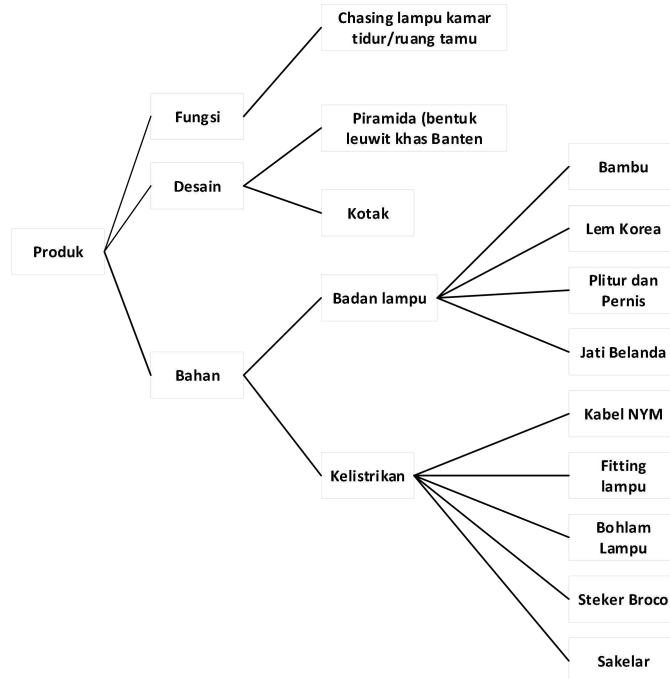 Chasing lampu kamar
tidur/ruang tamu
Fungsi
Piramida (bentuk
leuwit khas Banten
Desain
Kotak
Produk
Bahan
Badan lampu
Bambu
Lem Korea
Plitur dan
Pernis
Jati Belanda
Kelistrikan
Kabel NYM
Fitting
lampu
Bohlam
Lampu
Steker Broco
Sakelar